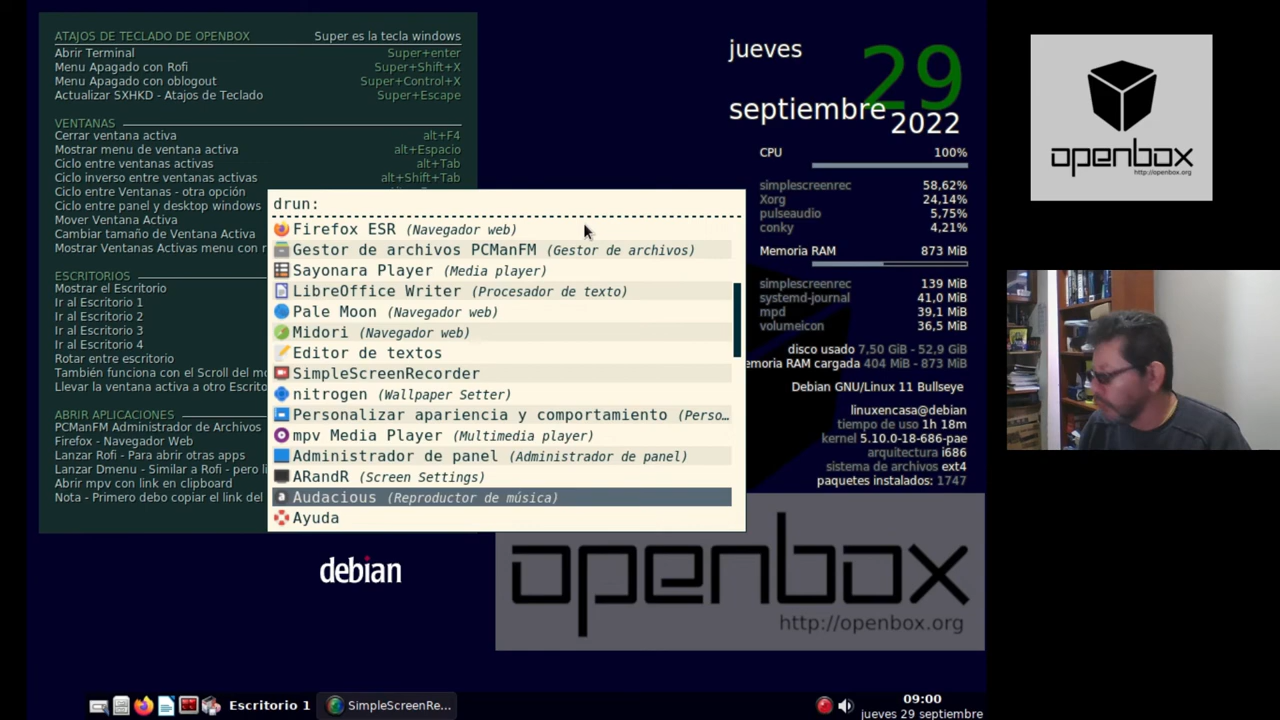 ATAJOS DE TECLADO DE OPENBOX Super es la tecla windows
Abrir Terminal Super+enter
Menu Apagado con Rofi Super+Shift+X
Menu Apagado con oblogout Super+Control+X
Actualizar SXHKD - Atajos de Teclado Super+Escape
VENTANAS
Cerrar ventana activa alt+F4
Mostrar menu de ventana activa alt+Espacio
Ciclo entre ventanas activas alt+Tab
Ciclo inverso entre ventanas activas alt+Shift+Tab
Ciclo entre Ventanas - otra opción
Ciclo entre panel y desktop windows
Mover Ventana Activa
Cambiar tamaño de Ventana Activa
Mostrar Ventanas Activas menu con r
ESCRITORIOS
Mostrar el Escritorio
Ir al Escritorio 1
Ir al Escritorio 2
Ir al Escritorio 3
Ir al Escritorio 4
Rotar entre escritorio
También funciona con el Scroll del mo
Llevar la ventana activa a otro Escrito
ABRIR APLICACIONES
PCManFM Administrador de Archivos
Firefox - Navegador Web
Lanzar Rofi - Para abrir otras apps
Lanzar Dmenu - Similar a Rofi - pero li
Abrir mpv con link en clipboard
Nota - Primero debo copiar el link del
drun:
Firefox ESR (Navegador web)
Gestor de archivos PCManFM (Gestor de archivos)
Sayonara Player (Media player)
LibreOffice Writer (Procesador de texto)
Pale Moon (Navegador web)
Midori (Navegador web)
Editor de textos
SimpleScreenRecorder
nitrogen (Wallpaper Setter)
Personalizar apariencia y comportamiento (Perso…
mpv Media Player (Multimedia player)
Administrador de panel (Administrador de panel)
ARandR (Screen Settings)
Audacious (Reproductor de música)
Ayuda
jueves 29
septiembre 2022
CPU 100%
simplescreenrec 58,62%
Xorg 24,14%
pulseaudio 5,75%
conky 4,21%
Memoria RAM 873 MiB
simplescreenrec 139 MiB
systemd-journal 41,0 MiB
mpd 39,1 MiB
volumeicon 36,5 MiB
disco usado 7,50 GiB - 52,9 GiB
emoria RAM cargada 404 MiB - 873 MiB
Debian GNU/Linux 11 Bullseye
linuxencasa@debian
tiempo de uso 1h 18m
kernel 5.10.0-18-686-pae
arquitectura i686
sistema de archivos ext4
paquetes instalados: 1747
debian
openbox
http://openbox.org
openbox
http://openbox.org
Escritorio 1 SimpleScreenRe...
09:00
jueves 29 septiembre